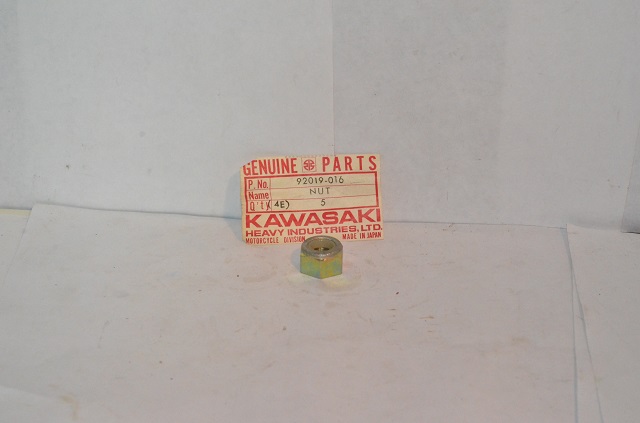 GENUINE PARTS
P. No. 92019-016
Name NUT
Q'ty (4E) 5
KAWASAKI
HEAVY INDUSTRIES, LTD.
MOTORCYCLE DIVISION MADE IN JAPAN